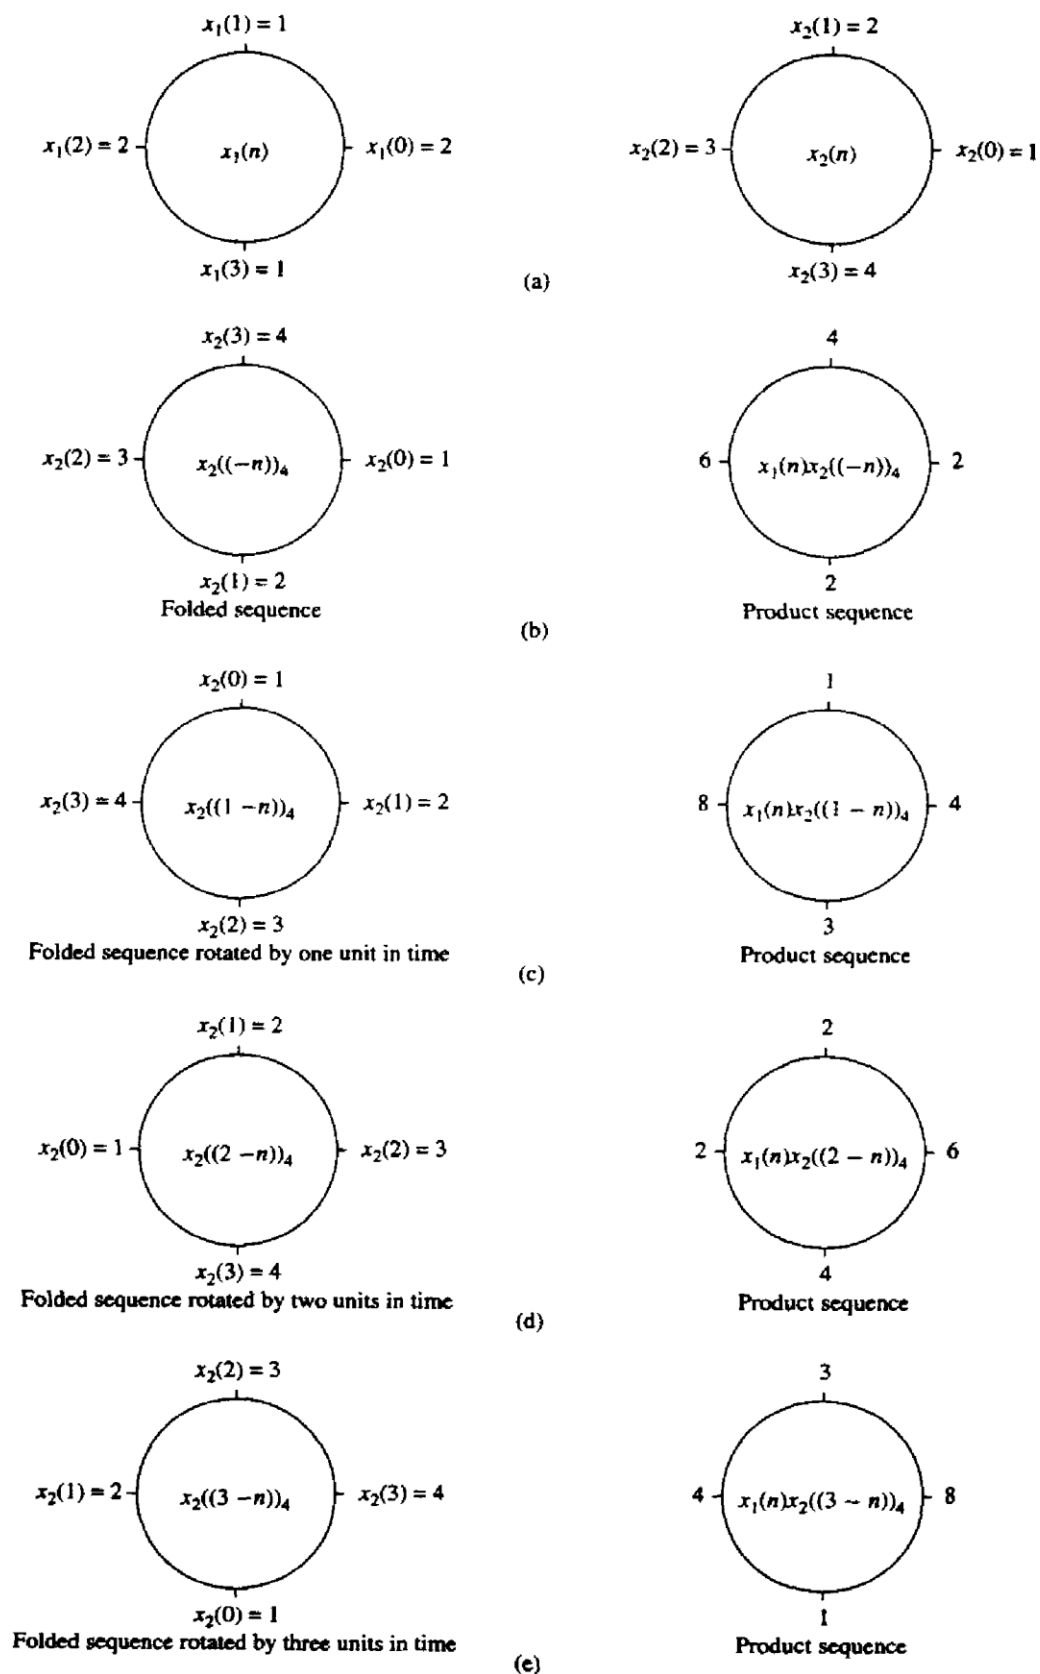 x₁(1) = 1
x₂(1) = 2
x₁(2) = 2
x₁(n)
x₁(0) = 2
x₂(2) = 3
x₂(n)
x₂(0) = 1
x₁(3) = 1
x₂(3) = 4
(a)
x₂(3) = 4
4
x₂(2) = 3
x₂((−n))₄
x₂(0) = 1
6
x₁(n)x₂((−n))₄
2
x₂(1) = 2
2
Folded sequence
Product sequence
(b)
x₂(0) = 1
1
x₂(3) = 4
x₂((1 −n))₄
x₂(1) = 2
8
x₁(n)x₂((1 − n))₄
4
x₂(2) = 3
3
Folded sequence rotated by one unit in time
Product sequence
(c)
x₂(1) = 2
2
x₂(0) = 1
x₂((2 −n))₄
x₂(2) = 3
2
x₁(n)x₂((2 − n))₄
6
x₂(3) = 4
4
Folded sequence rotated by two units in time
Product sequence
(d)
x₂(2) = 3
3
x₂(1) = 2
x₂((3 −n))₄
x₂(3) = 4
4
x₁(n)x₂((3 − n))₄
8
x₂(0) = 1
1
Folded sequence rotated by three units in time
Product sequence
(e)